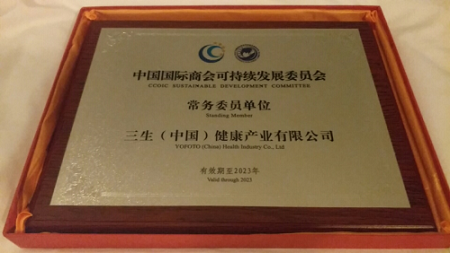 中国国际商会可持续发展委员会
CCOIC SUSTAINABLE DEVELOPMENT COMMITTEE
常务委员单位
Standing Member
三生（中国）健康产业有限公司
YOFOTO (China) Health Industry Co., Ltd
有效期至2023年
Valid through 2023